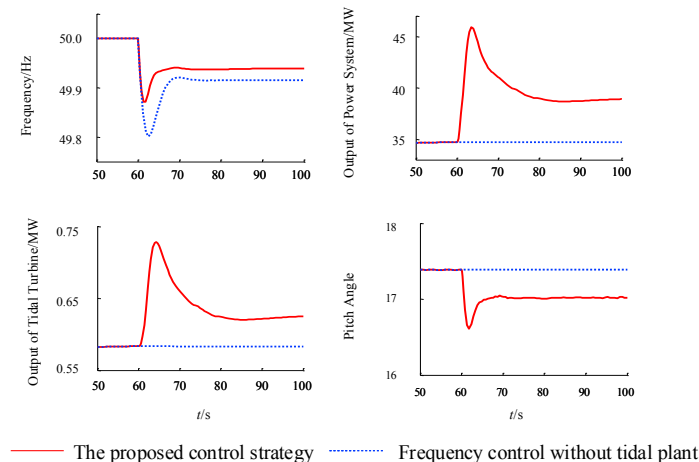 Frequency/Hz
50.0
49.9
49.8
50 60 70 80 90 100
Output of Power System/MW
45
40
35
50 60 70 80 90 100
Output of Tidal Turbine/MW
0.75
0.65
0.55
50 60 70 80 90 100
t/s
Pitch Angle
18
17
16
50 60 70 80 90 100
t/s
The proposed control strategy
Frequency control without tidal plant